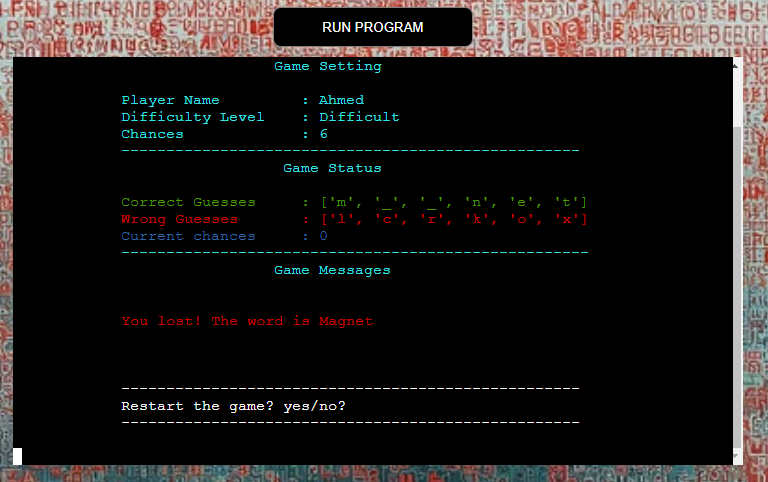 RUN PROGRAM
Game Setting
Player Name : Ahmed
Difficulty Level : Difficult
Chances : 6
---------------------------------------------------
Game Status
Correct Guesses : ['m', '_', '_', 'n', 'e', 't']
Wrong Guesses : ['l', 'c', 'r', 'k', 'o', 'x']
Current chances : 0
----------------------------------------------------
Game Messages
You lost! The word is Magnet
---------------------------------------------------
Restart the game? yes/no?
---------------------------------------------------